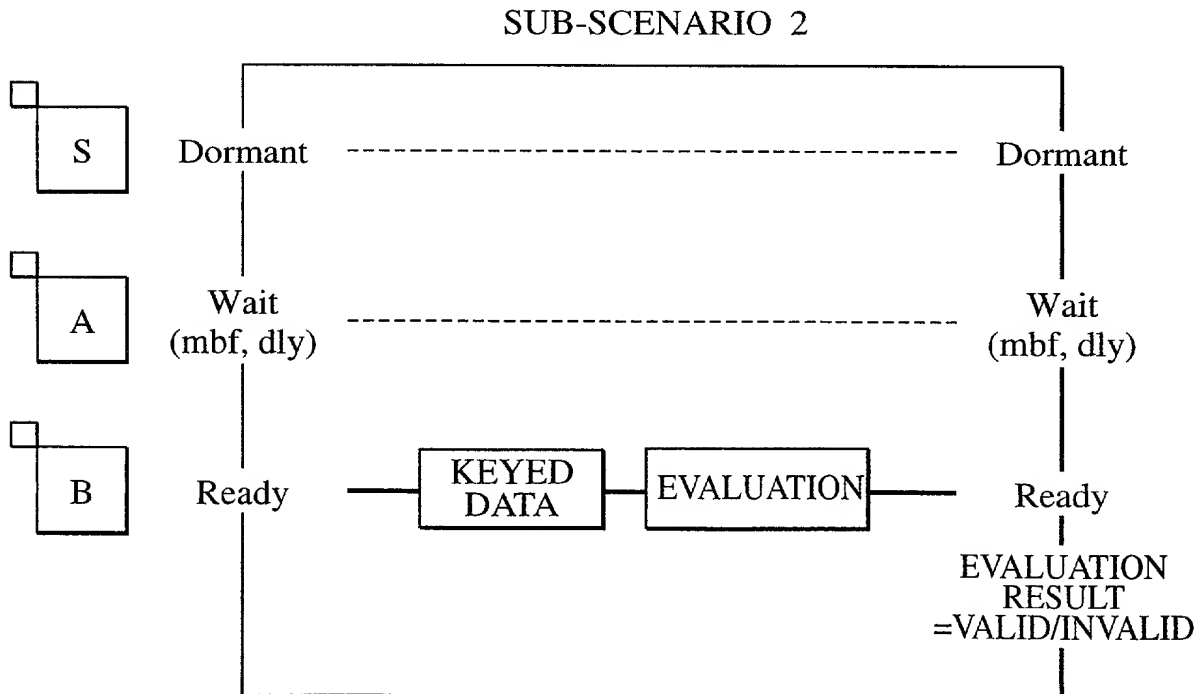 SUB-SCENARIO 2
S
Dormant
Dormant
A
Wait
(mbf, dly)
Wait
(mbf, dly)
B
Ready
KEYED
DATA
EVALUATION
Ready
EVALUATION
RESULT
=VALID/INVALID